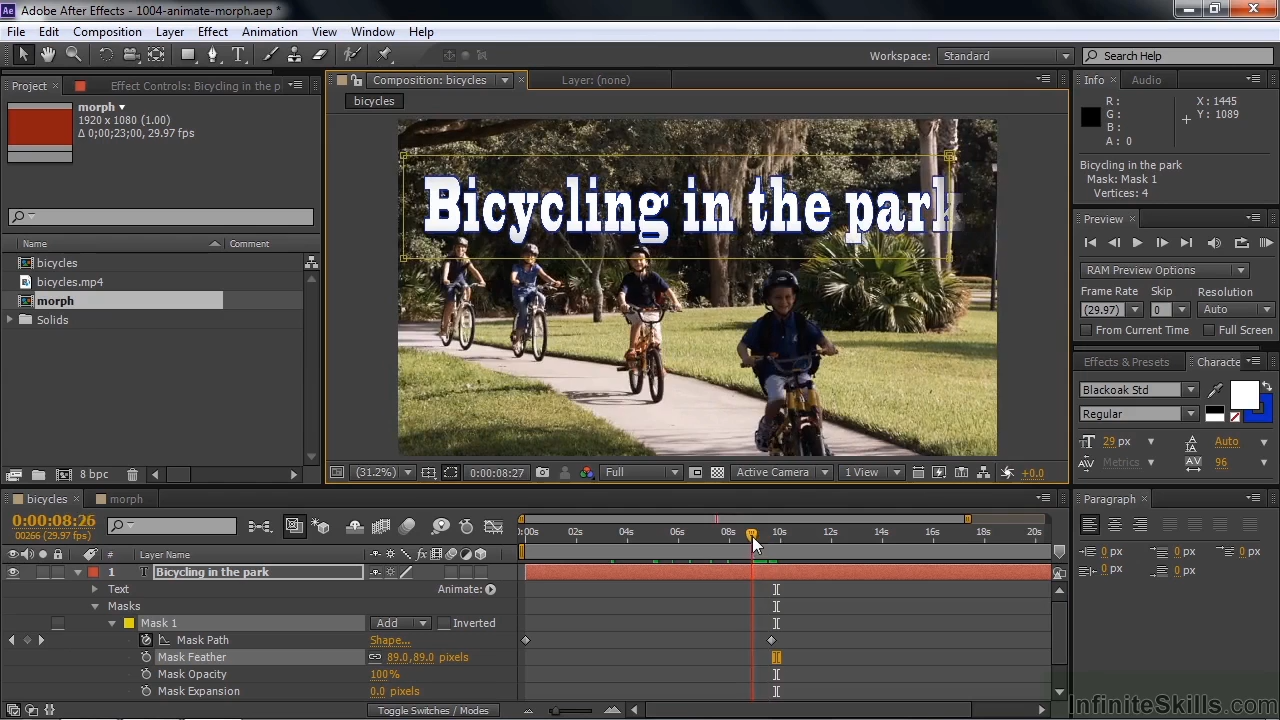 Adobe After Effects - 1004-animate-morph.aep *
File Edit Composition Layer Effect Animation View Window Help
Workspace: Standard Search Help
Project Effect Controls: Bicycling in the p
Composition: bicycles Layer: (none)
Info Audio
morph
1920 x 1080 (1.00)
Δ 0;00;23;00, 29.97 fps
bicycles
R :
G :
B :
A : 0
X : 1445
Y : 1089
Bicycling in the park
Mask: Mask 1
Vertices: 4
Bicycling in the park
Preview
RAM Preview Options
Frame Rate Skip Resolution
(29.97) 0 Auto
From Current Time Full Screen
Name Comment
bicycles
bicycles.mp4
morph
Solids
Effects & Presets Characte
Blackoak Std
Regular
29 px Auto
Metrics 96
8 bpc
(31.2%) 0:00:08:27 Full Active Camera 1 View +0.0
bicycles morph
Paragraph
0:00:08:26
00266 (29.97 fps)
:00s 02s 04s 06s 08s 10s 12s 14s 16s 18s 20s
# Layer Name
1 T Bicycling in the park
Text Animate:
Masks
Mask 1 Add Inverted
Mask Path Shape...
Mask Feather 89.0,89.0 pixels
Mask Opacity 100%
Mask Expansion 0.0 pixels
Toggle Switches / Modes
0 px 0 px 0 px
0 px 0 px
InfiniteSkills.com